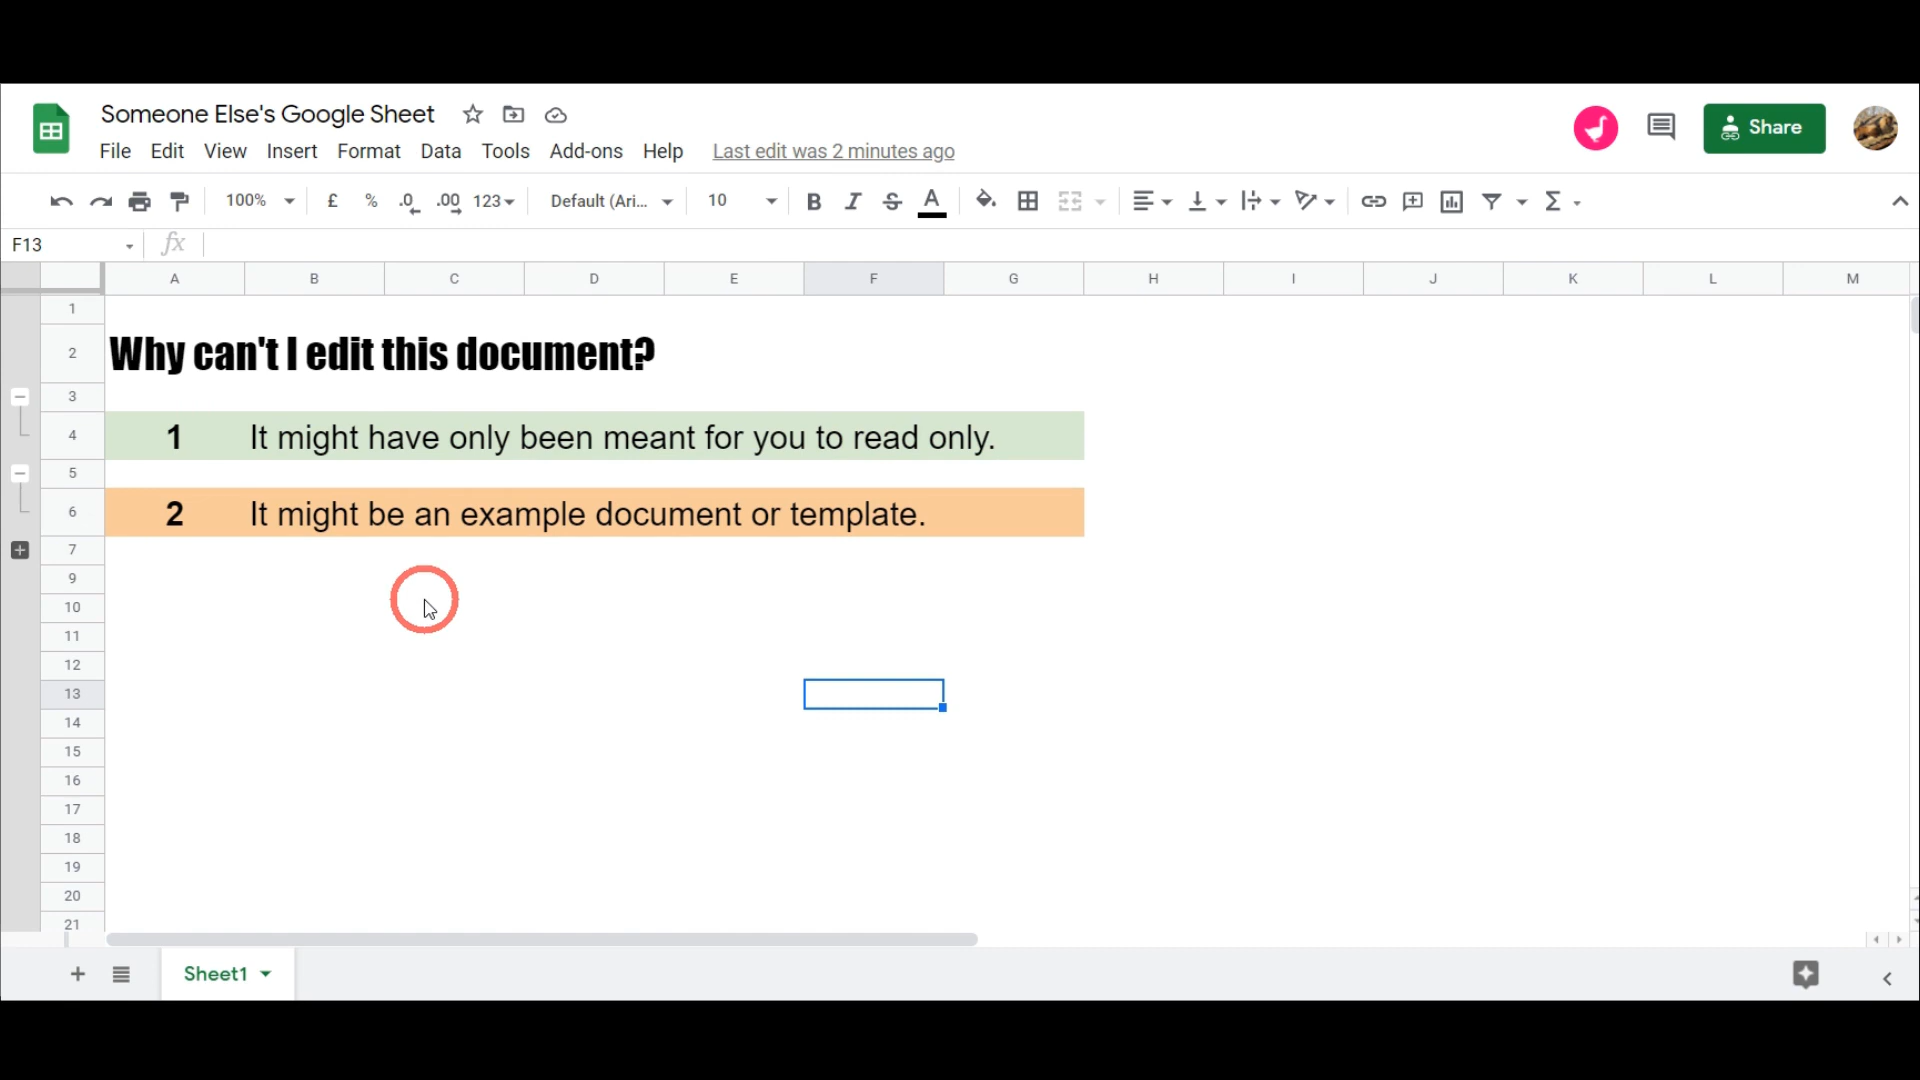 Someone Else's Google Sheet
File Edit View Insert Format Data Tools Add-ons Help Last edit was 2 minutes ago
Share
100% £ % .0 .00 123 Default (Ari... 10 B I S A Σ
F13 fx
A B C D E F G H I J K L M
1
2 Why can't I edit this document?
3
4 1 It might have only been meant for you to read only.
5
6 2 It might be an example document or template.
7
9
10
11
12
13
14
15
16
17
18
19
20
21
Sheet1